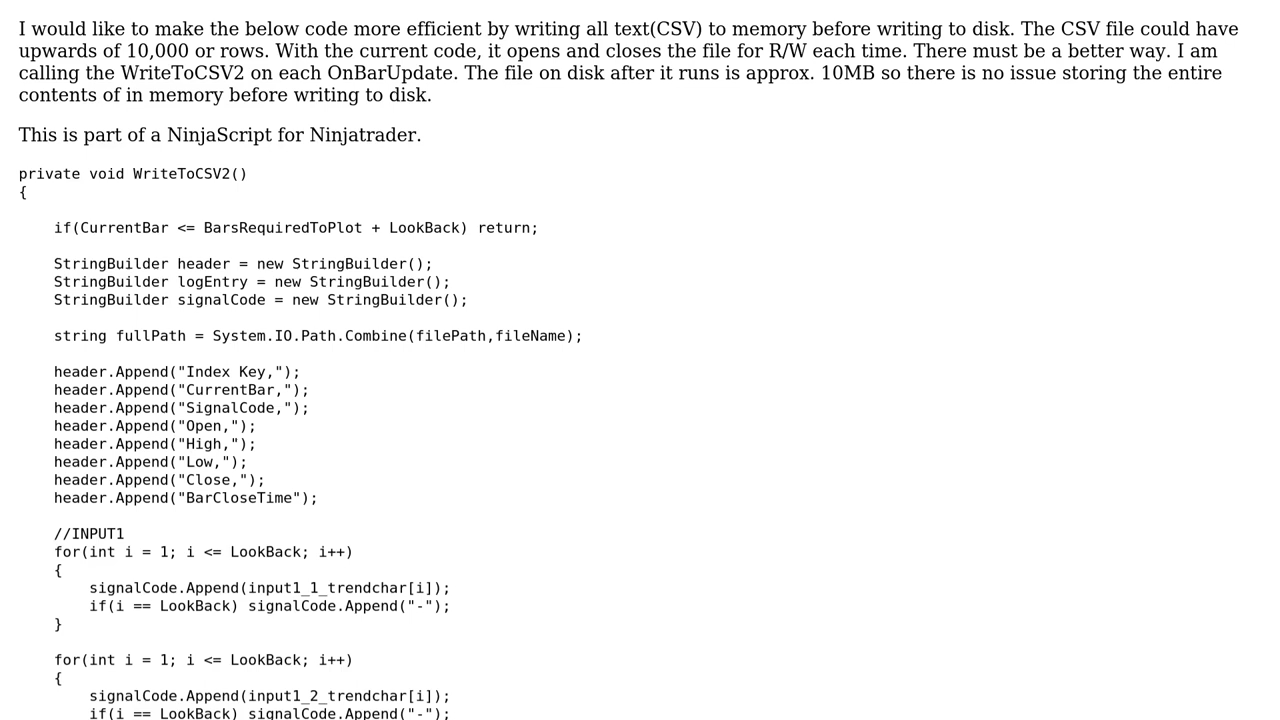 I would like to make the below code more efficient by writing all text(CSV) to memory before writing to disk. The CSV file could have
upwards of 10,000 or rows. With the current code, it opens and closes the file for R/W each time. There must be a better way. I am
calling the WriteToCSV2 on each OnBarUpdate. The file on disk after it runs is approx. 10MB so there is no issue storing the entire
contents of in memory before writing to disk.
This is part of a NinjaScript for Ninjatrader.
private void WriteToCSV2()
{
    if(CurrentBar <= BarsRequiredToPlot + LookBack) return;
    StringBuilder header = new StringBuilder();
    StringBuilder logEntry = new StringBuilder();
    StringBuilder signalCode = new StringBuilder();
    string fullPath = System.IO.Path.Combine(filePath,fileName);
    header.Append("Index Key,");
    header.Append("CurrentBar,");
    header.Append("SignalCode,");
    header.Append("Open,");
    header.Append("High,");
    header.Append("Low,");
    header.Append("Close,");
    header.Append("BarCloseTime");
    //INPUT1
    for(int i = 1; i <= LookBack; i++)
    {
        signalCode.Append(input1_1_trendchar[i]);
        if(i == LookBack) signalCode.Append("-");
    }
    for(int i = 1; i <= LookBack; i++)
    {
        signalCode.Append(input1_2_trendchar[i]);
        if(i == LookBack) signalCode.Append("-");